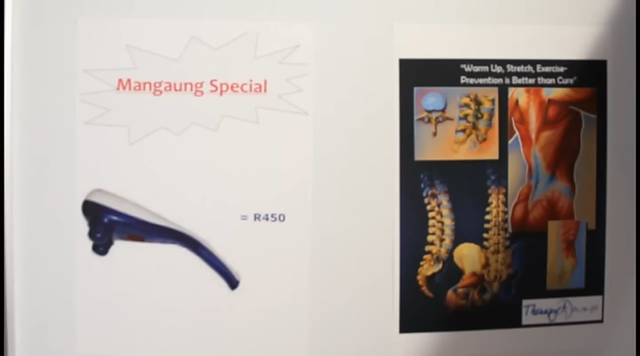 Mangaung Special
= R450
"Warm Up, Stretch, Exercise-
Prevention is Better than Cure"
Therapy